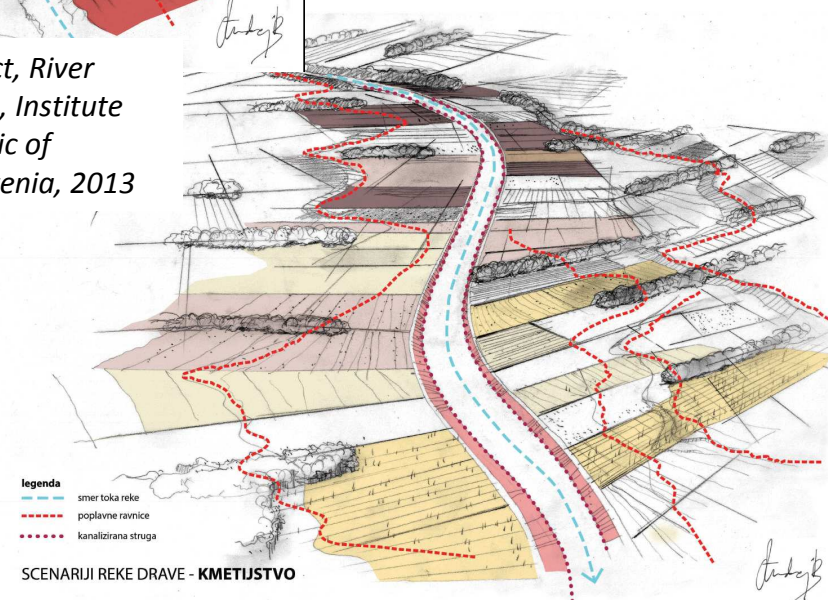 ct, River
, Institute
ic of
enia, 2013
legenda
smer toka reke
poplavne ravnice
kanalizirana struga
SCENARIJI REKE DRAVE - KMETIJSTVO